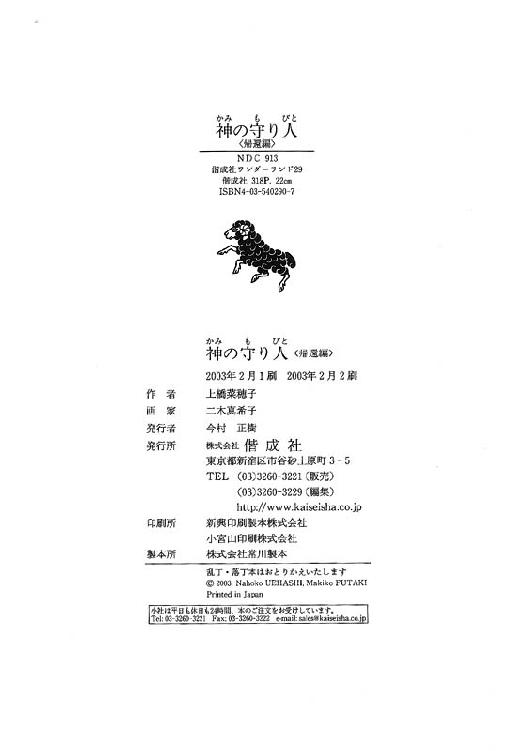 かみ も びと
神の守り人
〈帰還編〉
NDC 913
偕成社ワンダーランド29
偕成社 318P. 22cm
ISBN4-03-540290-7
かみ も びと
神の守り人〈帰還編〉
2003年2月1刷 2003年2月2刷
作者 上橋菜穂子
画家 二木真希子
発行者 今村 正樹
発行所 株式会社 偕成社
東京都新宿区市谷砂土原町3-5
TEL (03)3260-3221(販売)
(03)3260-3229(編集)
http://www.kaiseisha.co.jp
印刷所 新興印刷製本株式会社
小宮山印刷株式会社
製本所 株式会社常川製本
乱丁・落丁本はおとりかえいたします
© 2003 Nahoko UEHASHI, Makiko FUTAKI
Printed in Japan
小社は平日も休日も24時間、本のご注文をお受けしています。
Tel: 03-3260-3221 Fax: 03-3260-3222 e-mail: sales@kaiseisha.co.jp